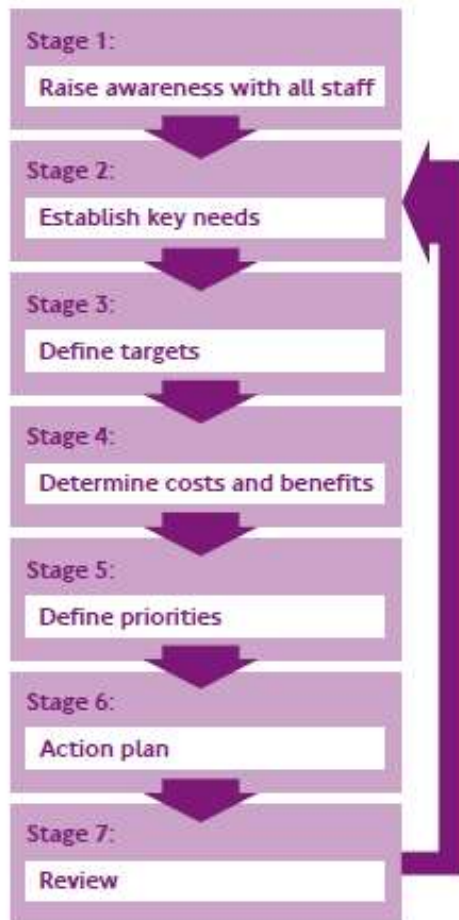 Stage 1:
Raise awareness with all staff
Stage 2:
Establish key needs
Stage 3:
Define targets
Stage 4:
Determine costs and benefits
Stage 5:
Define priorities
Stage 6:
Action plan
Stage 7:
Review